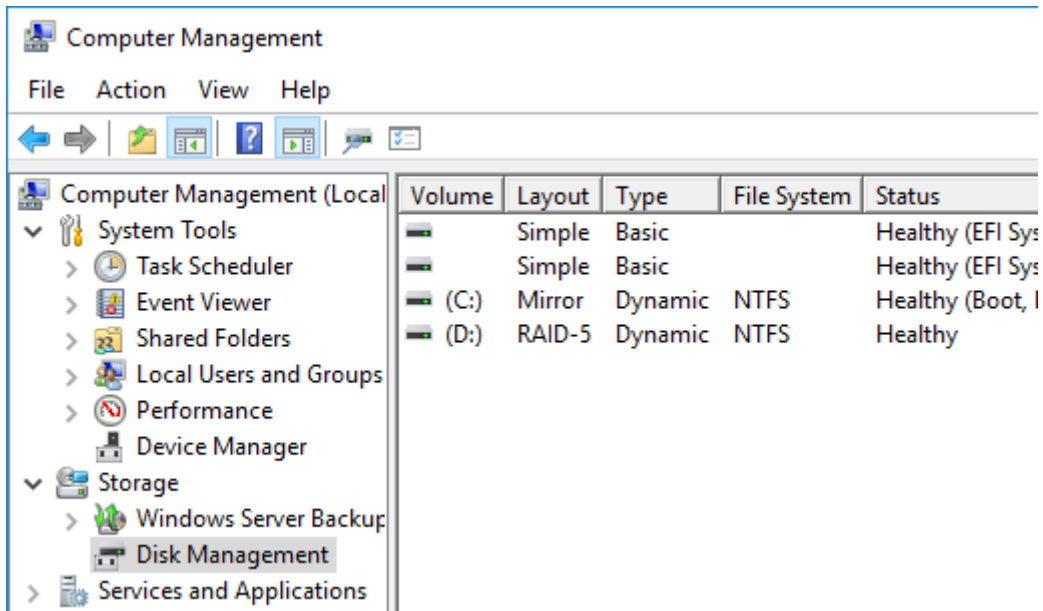 Computer Management
File Action View Help
Computer Management (Local
System Tools
Task Scheduler
Event Viewer
Shared Folders
Local Users and Groups
Performance
Device Manager
Storage
Windows Server Backup
Disk Management
Services and Applications
Volume Layout Type File System Status
Simple Basic Healthy (EFI Sys
Simple Basic Healthy (EFI Sys
(C:) Mirror Dynamic NTFS Healthy (Boot,
(D:) RAID-5 Dynamic NTFS Healthy